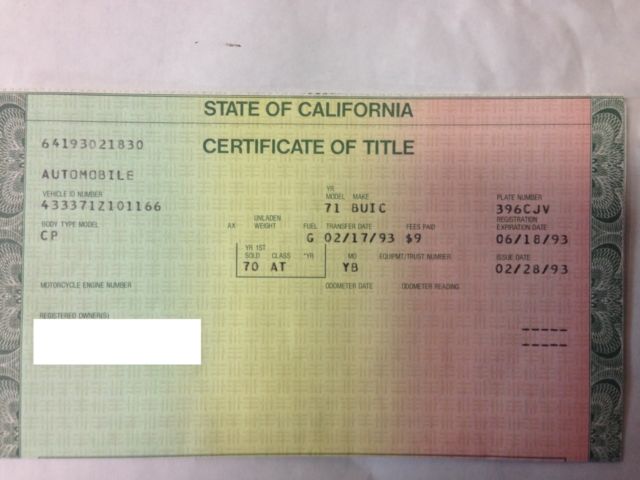 STATE OF CALIFORNIA
CERTIFICATE OF TITLE
64193021830
AUTOMOBILE
VEHICLE ID NUMBER
YR
MODEL MAKE
PLATE NUMBER
4333712101166
71 BUIC
396CJV
BODY TYPE MODEL
AX
UNLADEN
WEIGHT
FUEL
TRANSFER DATE
FEES PAID
REGISTRATION
EXPIRATION DATE
CP
G 02/17/93 $9
06/18/93
YR 1ST
SOLD
CLASS
*YR
MO
EQUIPMT/TRUST NUMBER
ISSUE DATE
70 AT
YB
02/28/93
MOTORCYCLE ENGINE NUMBER
ODOMETER DATE
ODOMETER READING
REGISTERED OWNER(S)
-----
-----